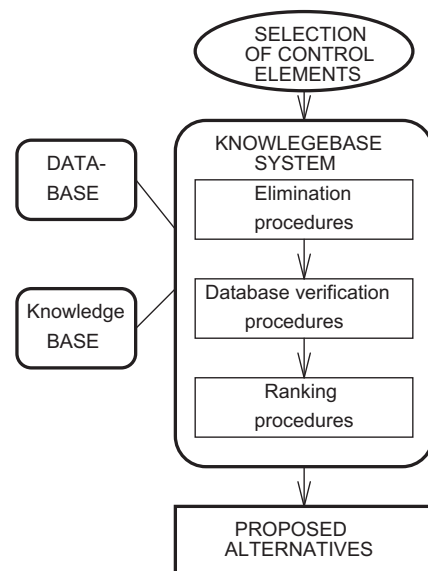 SELECTION
OF CONTROL
ELEMENTS
KNOWLEGEBASE
SYSTEM
DATA-
BASE
Elimination
procedures
Knowledge
BASE
Database verification
procedures
Ranking
procedures
PROPOSED
ALTERNATIVES